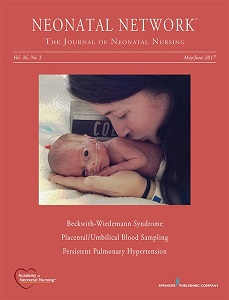 NEONATAL NETWORK™
THE JOURNAL OF NEONATAL NURSING
Vol. 36, No. 3 May/June 2017
Beckwith-Wiedemann Syndrome
Placental/Umbilical Blood Sampling
Persistent Pulmonary Hypertension
Academy of
Neonatal Nursing
SPRINGER PUBLISHING COMPANY